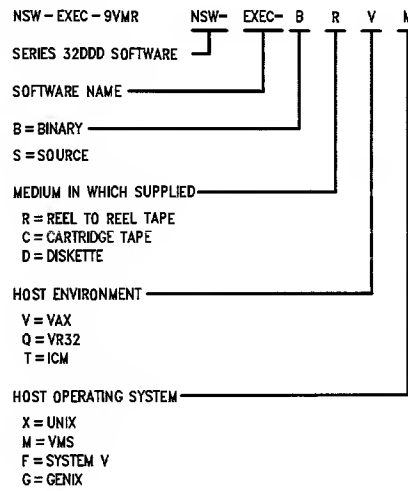 NSW-EXEC-9VMR NSW- EXEC- B R V M
SERIES 32DDD SOFTWARE
SOFTWARE NAME
B = BINARY
S = SOURCE
MEDIUM IN WHICH SUPPLIED
R = REEL TO REEL TAPE
C = CARTRIDGE TAPE
D = DISKETTE
HOST ENVIRONMENT
V = VAX
Q = VR32
T = ICM
HOST OPERATING SYSTEM
X = UNIX
M = VMS
F = SYSTEM V
G = GENIX